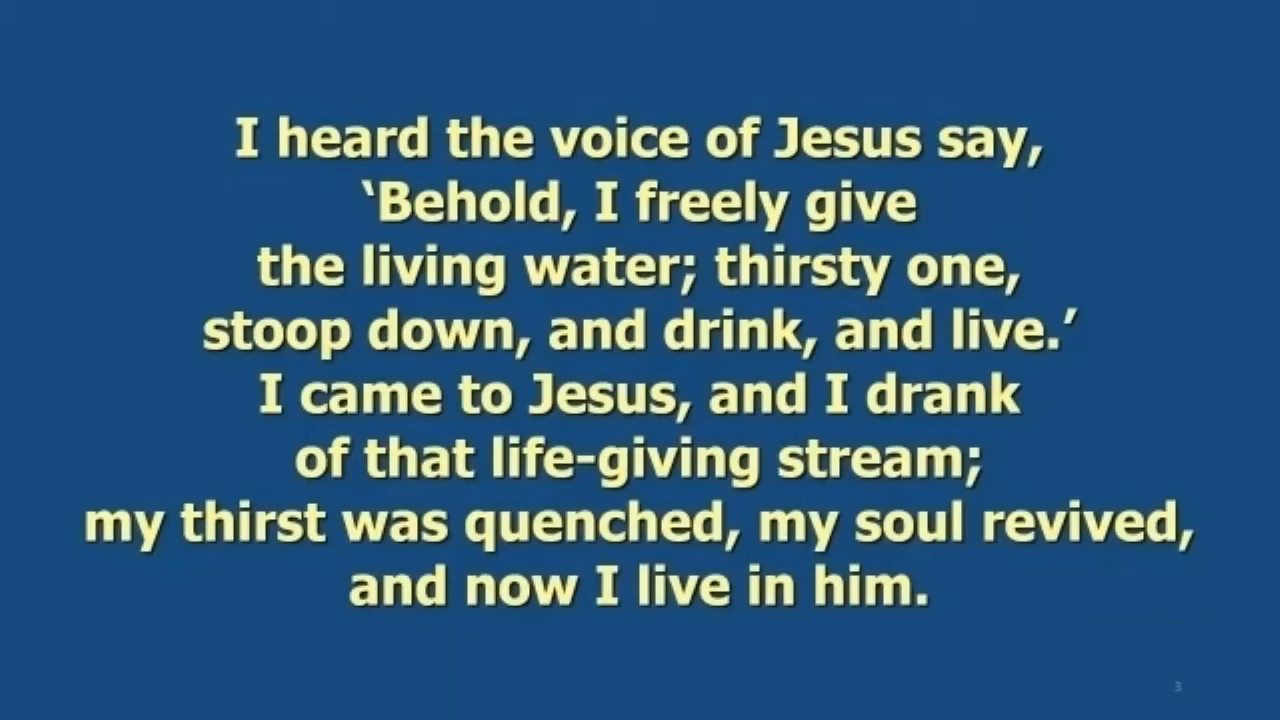 I heard the voice of Jesus say,
‘Behold, I freely give
the living water; thirsty one,
stoop down, and drink, and live.’
I came to Jesus, and I drank
of that life-giving stream;
my thirst was quenched, my soul revived,
and now I live in him.
3